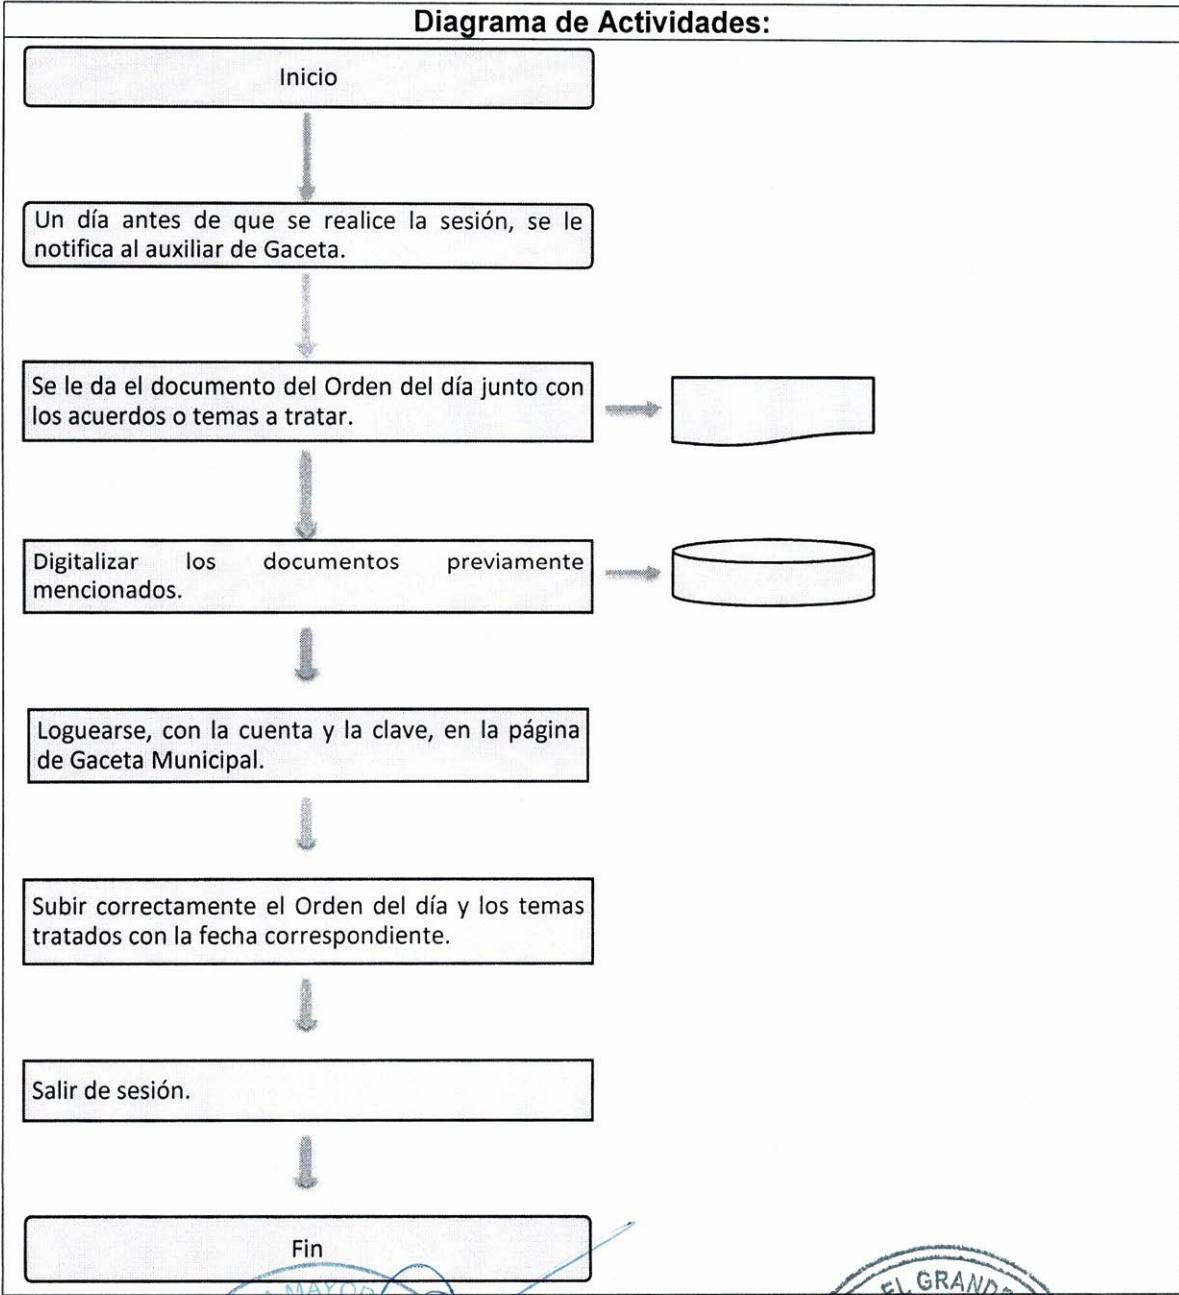 Diagrama de Actividades:
Inicio
Un día antes de que se realice la sesión, se le
notifica al auxiliar de Gaceta.
Se le da el documento del Orden del día junto con
los acuerdos o temas a tratar.
Digitalizar los documentos previamente
mencionados.
Loguearse, con la cuenta y la clave, en la página
de Gaceta Municipal.
Subir correctamente el Orden del día y los temas
tratados con la fecha correspondiente.
Salir de sesión.
Fin
MAYOR
EL GRANDE